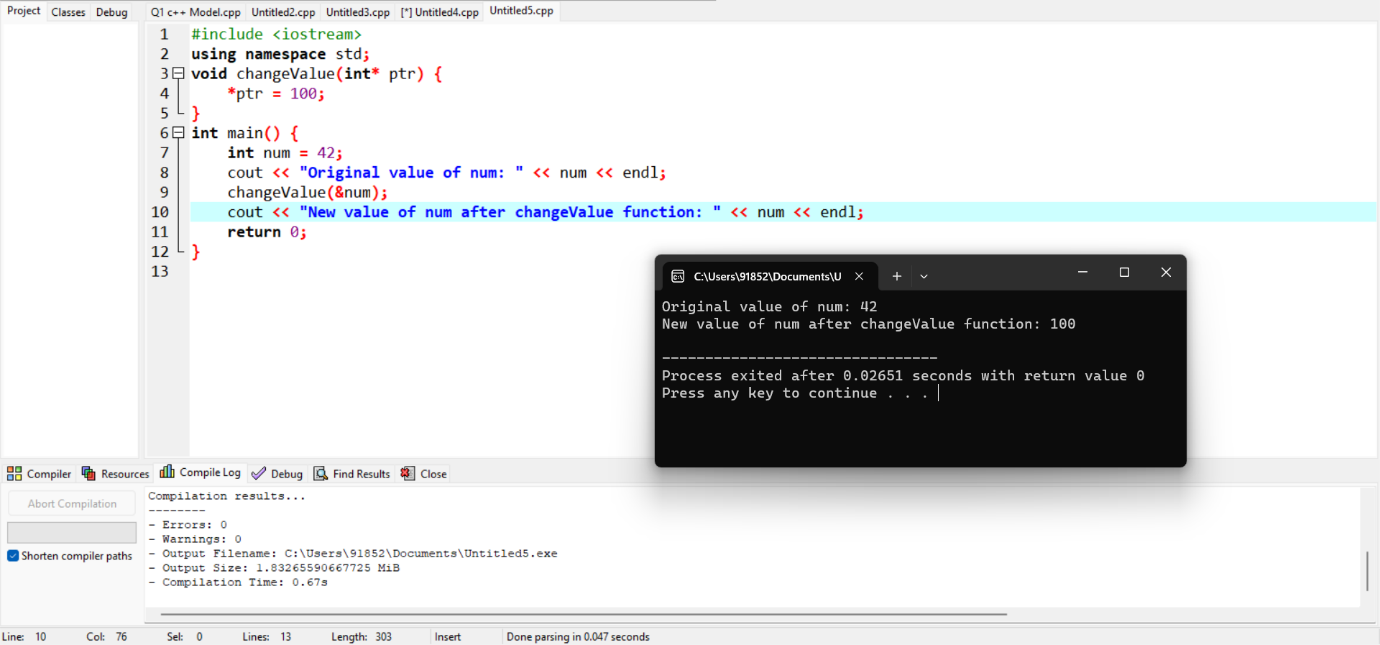 Project Classes Debug
Q1 c++ Model.cpp Untitled2.cpp Untitled3.cpp [*] Untitled4.cpp Untitled5.cpp
1 #include <iostream>
2 using namespace std;
3 void changeValue(int* ptr) {
4 *ptr = 100;
5 }
6 int main() {
7 int num = 42;
8 cout << "Original value of num: " << num << endl;
9 changeValue(&num);
10 cout << "New value of num after changeValue function: " << num << endl;
11 return 0;
12 }
13
C:\Users\91852\Documents\U
Original value of num: 42
New value of num after changeValue function: 100
--------------------------------
Process exited after 0.02651 seconds with return value 0
Press any key to continue . . .
Compiler Resources Compile Log Debug Find Results Close
Abort Compilation
Shorten compiler paths
Compilation results...
--------
- Errors: 0
- Warnings: 0
- Output Filename: C:\Users\91852\Documents\Untitled5.exe
- Output Size: 1.83265590667725 MiB
- Compilation Time: 0.67s
Line: 10 Col: 76 Sel: 0 Lines: 13 Length: 303 Insert Done parsing in 0.047 seconds